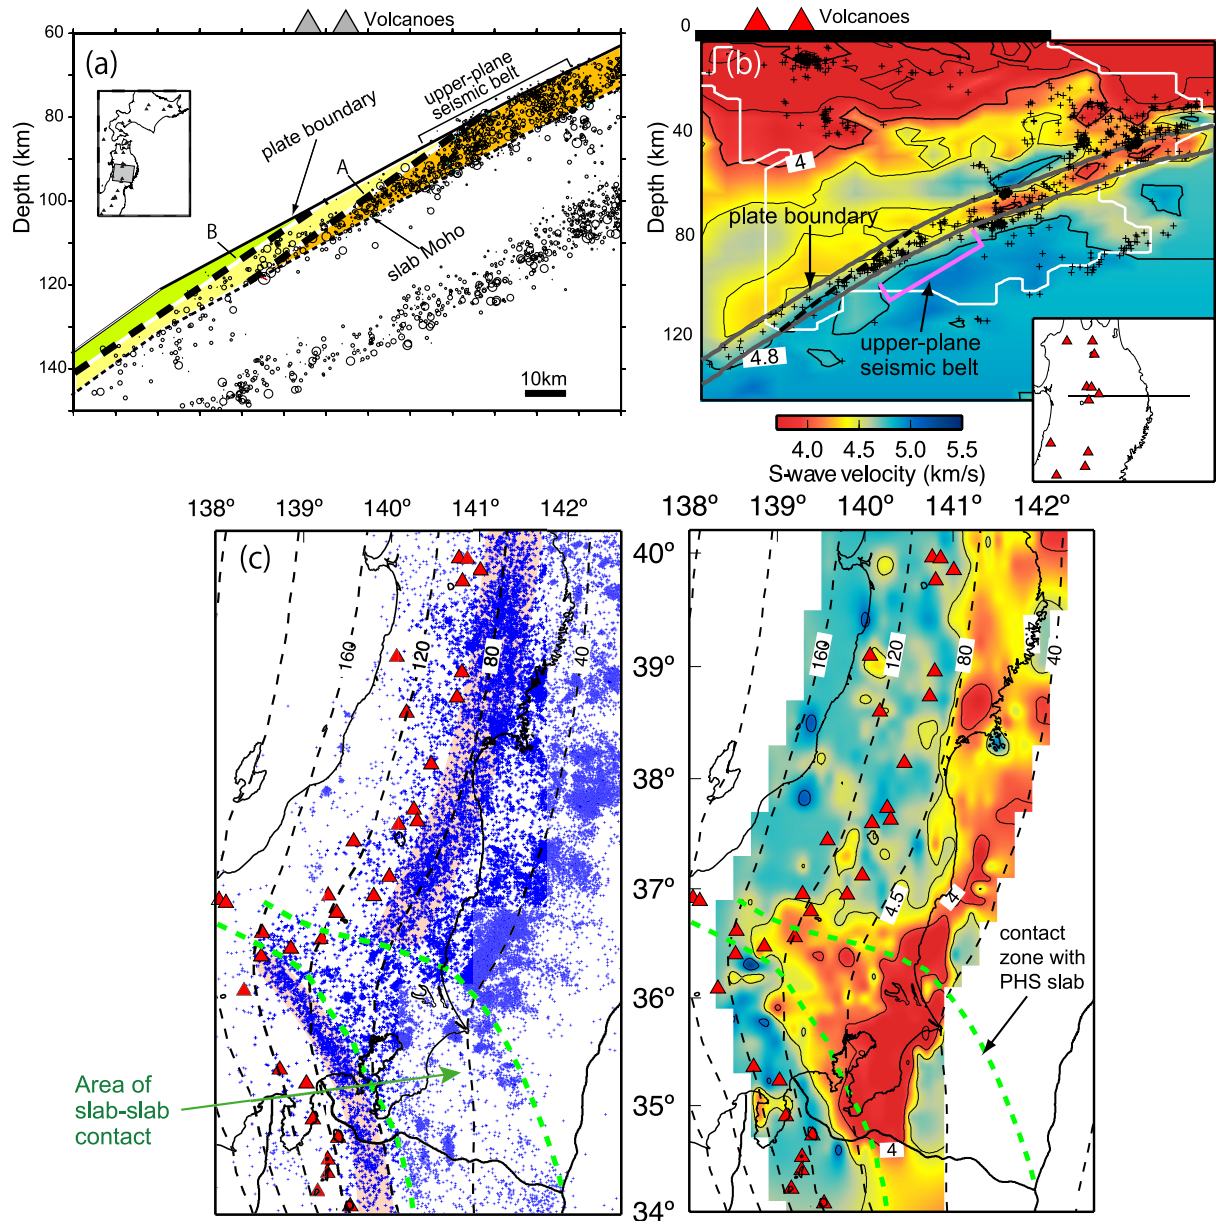 Volcanoes
60
(a)
80
100
120
140
Depth (km)
plate boundary
upper-plane
seismic belt
A
B
slab Moho
10km
Volcanoes
0
(b)
40
80
120
Depth (km)
4
plate boundary
4.8
upper-plane
seismic belt
4.0 4.5 5.0 5.5
S-wave velocity (km/s)
138° 139° 140° 141° 142°
(c)
160
120
80
40
Area of
slab-slab
contact
138° 139° 140° 141° 142°
40°
39°
38°
37°
36°
35°
34°
160
120
80
40
4.5
4
4
contact
zone with
PHS slab